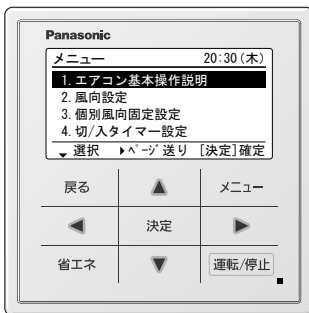 Panasonic
メニュー 20:30(木)
1. エアコン基本操作説明
2. 風向設定
3. 個別風向固定設定
4. 切/入タイマー設定
選択 ▶ページ送り [決定]確定
戻る ▲ メニュー
◀ 決定 ▶
省エネ ▼ 運転/停止